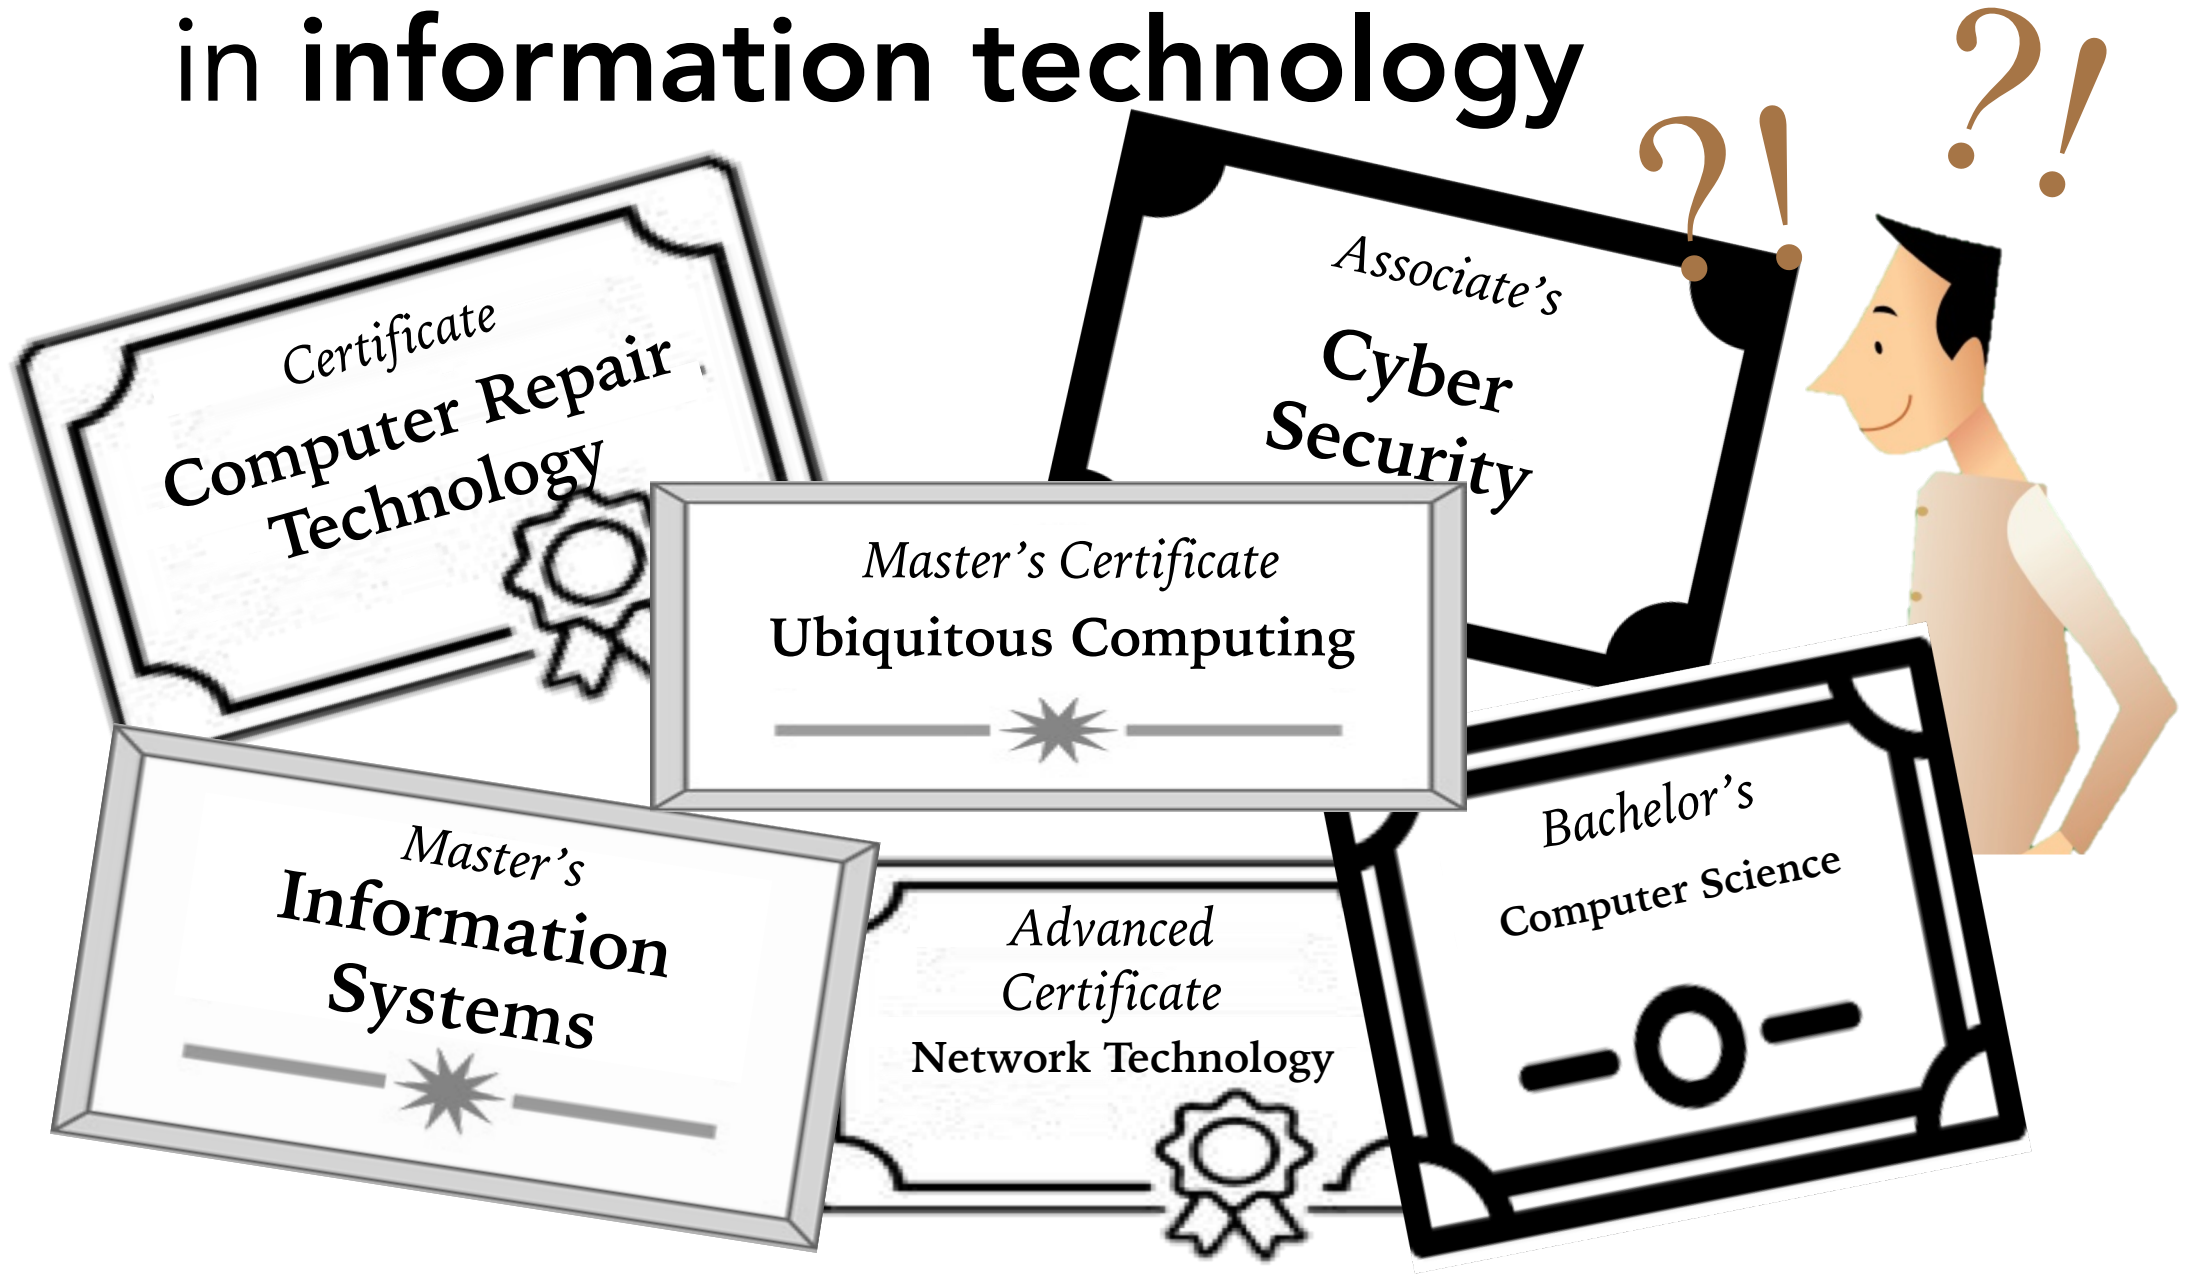 in information technology
?!
?!
Certificate
Computer Repair
Technology
Associate’s
Cyber
Security
Master’s Certificate
Ubiquitous Computing
Master’s
Information
Systems
Advanced
Certificate
Network Technology
Bachelor’s
Computer Science